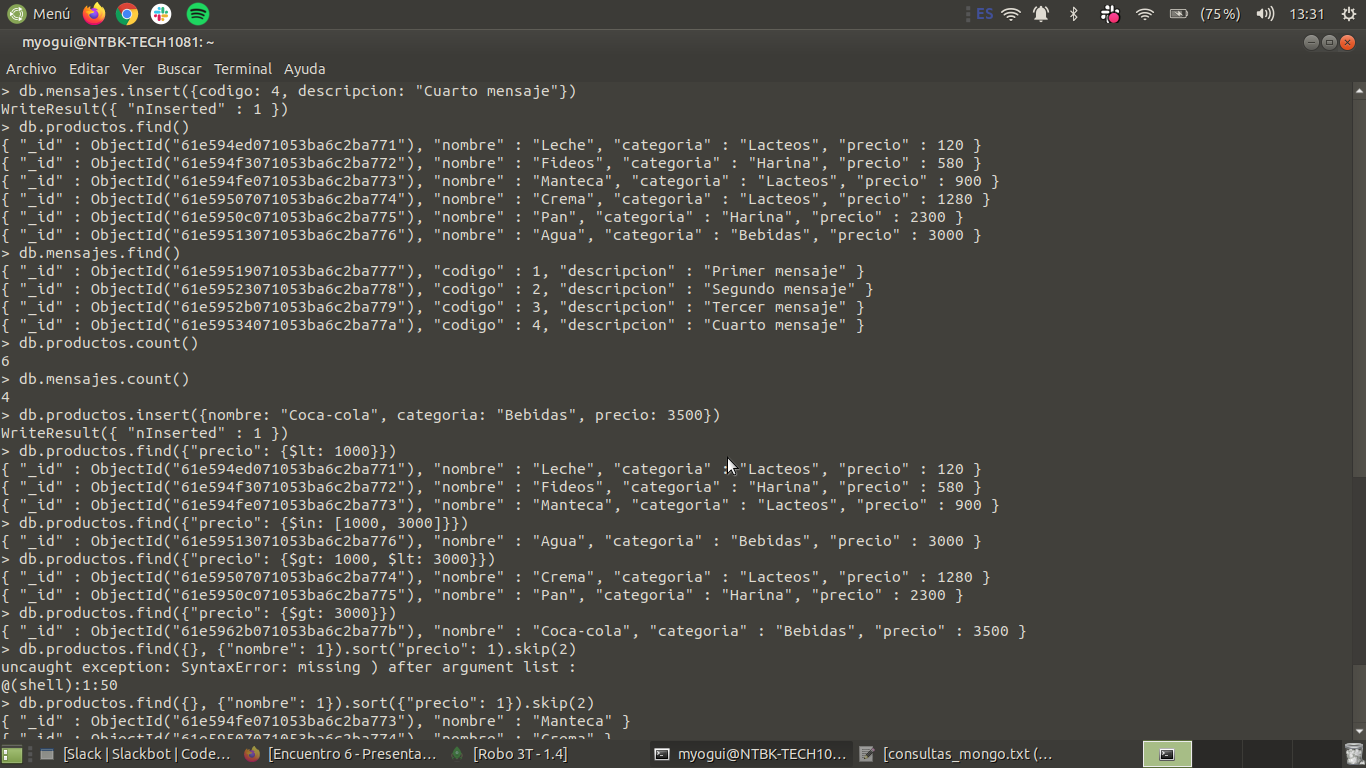 Menú
ES
(75%)
13:31
myogui@NTBK-TECH1081: ~
Archivo Editar Ver Buscar Terminal Ayuda
> db.mensajes.insert({codigo: 4, descripcion: "Cuarto mensaje"})
WriteResult({ "nInserted" : 1 })
> db.productos.find()
{ "_id" : ObjectId("61e594ed071053ba6c2ba771"), "nombre" : "Leche", "categoria" : "Lacteos", "precio" : 120 }
{ "_id" : ObjectId("61e594f3071053ba6c2ba772"), "nombre" : "Fideos", "categoria" : "Harina", "precio" : 580 }
{ "_id" : ObjectId("61e594fe071053ba6c2ba773"), "nombre" : "Manteca", "categoria" : "Lacteos", "precio" : 900 }
{ "_id" : ObjectId("61e59507071053ba6c2ba774"), "nombre" : "Crema", "categoria" : "Lacteos", "precio" : 1280 }
{ "_id" : ObjectId("61e5950c071053ba6c2ba775"), "nombre" : "Pan", "categoria" : "Harina", "precio" : 2300 }
{ "_id" : ObjectId("61e59513071053ba6c2ba776"), "nombre" : "Agua", "categoria" : "Bebidas", "precio" : 3000 }
> db.mensajes.find()
{ "_id" : ObjectId("61e59519071053ba6c2ba777"), "codigo" : 1, "descripcion" : "Primer mensaje" }
{ "_id" : ObjectId("61e59523071053ba6c2ba778"), "codigo" : 2, "descripcion" : "Segundo mensaje" }
{ "_id" : ObjectId("61e5952b071053ba6c2ba779"), "codigo" : 3, "descripcion" : "Tercer mensaje" }
{ "_id" : ObjectId("61e59534071053ba6c2ba77a"), "codigo" : 4, "descripcion" : "Cuarto mensaje" }
> db.productos.count()
6
> db.mensajes.count()
4
> db.productos.insert({nombre: "Coca-cola", categoria: "Bebidas", precio: 3500})
WriteResult({ "nInserted" : 1 })
> db.productos.find({"precio": {$lt: 1000}})
{ "_id" : ObjectId("61e594ed071053ba6c2ba771"), "nombre" : "Leche", "categoria" : "Lacteos", "precio" : 120 }
{ "_id" : ObjectId("61e594f3071053ba6c2ba772"), "nombre" : "Fideos", "categoria" : "Harina", "precio" : 580 }
{ "_id" : ObjectId("61e594fe071053ba6c2ba773"), "nombre" : "Manteca", "categoria" : "Lacteos", "precio" : 900 }
> db.productos.find({"precio": {$in: [1000, 3000]}})
{ "_id" : ObjectId("61e59513071053ba6c2ba776"), "nombre" : "Agua", "categoria" : "Bebidas", "precio" : 3000 }
> db.productos.find({"precio": {$gt: 1000, $lt: 3000}})
{ "_id" : ObjectId("61e59507071053ba6c2ba774"), "nombre" : "Crema", "categoria" : "Lacteos", "precio" : 1280 }
{ "_id" : ObjectId("61e5950c071053ba6c2ba775"), "nombre" : "Pan", "categoria" : "Harina", "precio" : 2300 }
> db.productos.find({"precio": {$gt: 3000}})
{ "_id" : ObjectId("61e5962b071053ba6c2ba77b"), "nombre" : "Coca-cola", "categoria" : "Bebidas", "precio" : 3500 }
> db.productos.find({}, {"nombre": 1}).sort("precio": 1).skip(2)
uncaught exception: SyntaxError: missing ) after argument list :
@(shell):1:50
> db.productos.find({}, {"nombre": 1}).sort({"precio": 1}).skip(2)
{ "_id" : ObjectId("61e594fe071053ba6c2ba773"), "nombre" : "Manteca" }
{ "_id" : ObjectId("61e59507071053ba6c2ba774"), "nombre" : "Crema" }
[Slack | Slackbot | Code... [Encuentro 6 - Presenta... [Robo 3T - 1.4] myogui@NTBK-TECH10... [consultas_mongo.txt (...